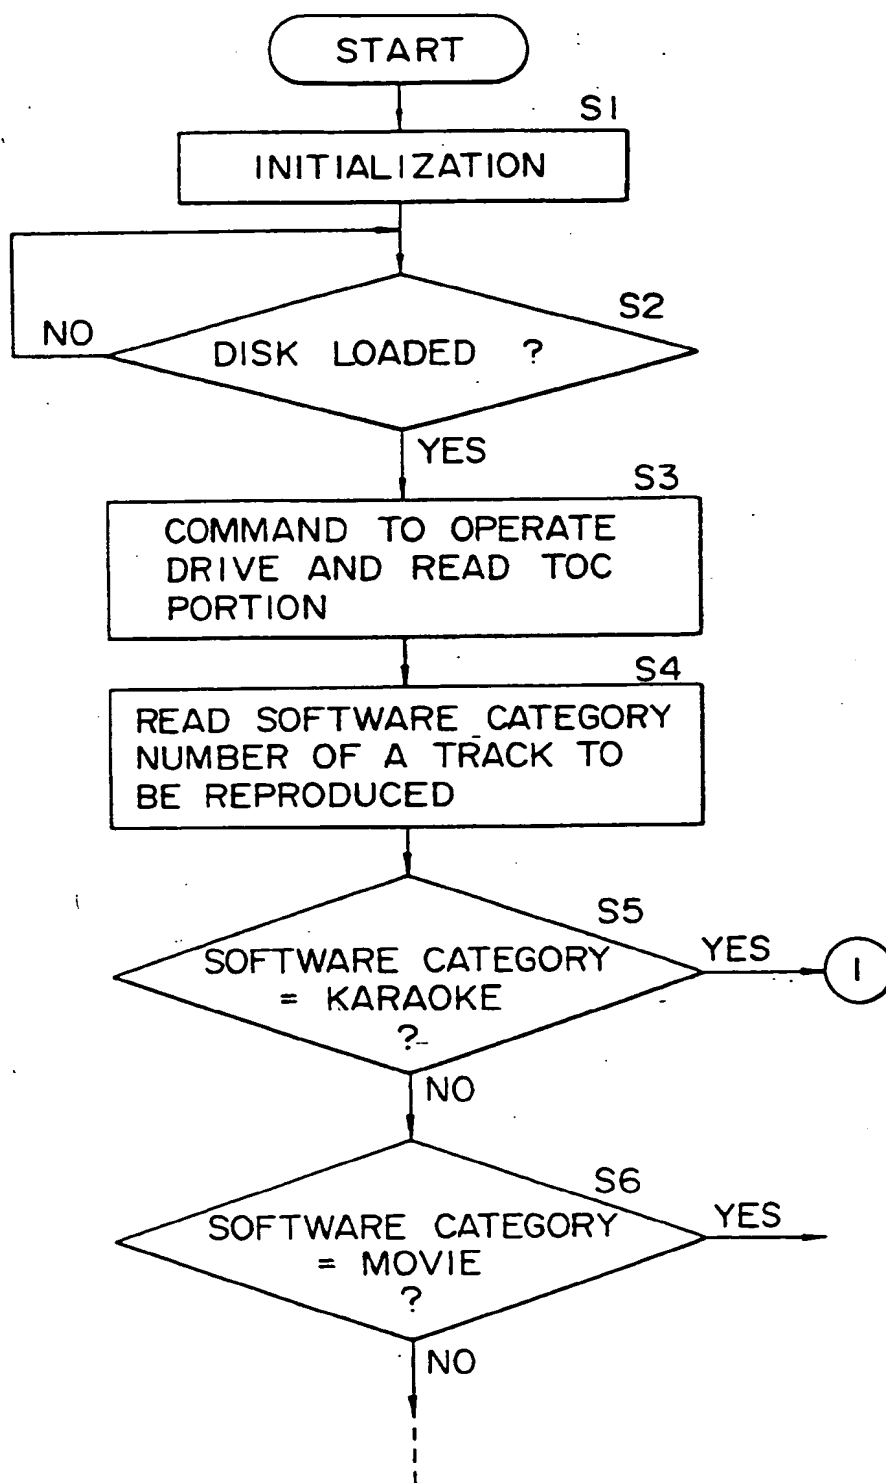 START
S1
INITIALIZATION
S2
NO
DISK LOADED ?
YES
S3
COMMAND TO OPERATE
DRIVE AND READ TOC
PORTION
S4
READ SOFTWARE CATEGORY
NUMBER OF A TRACK TO
BE REPRODUCED
S5
SOFTWARE CATEGORY
= KARAOKE
?
YES
1
NO
S6
SOFTWARE CATEGORY
= MOVIE
?
YES
NO